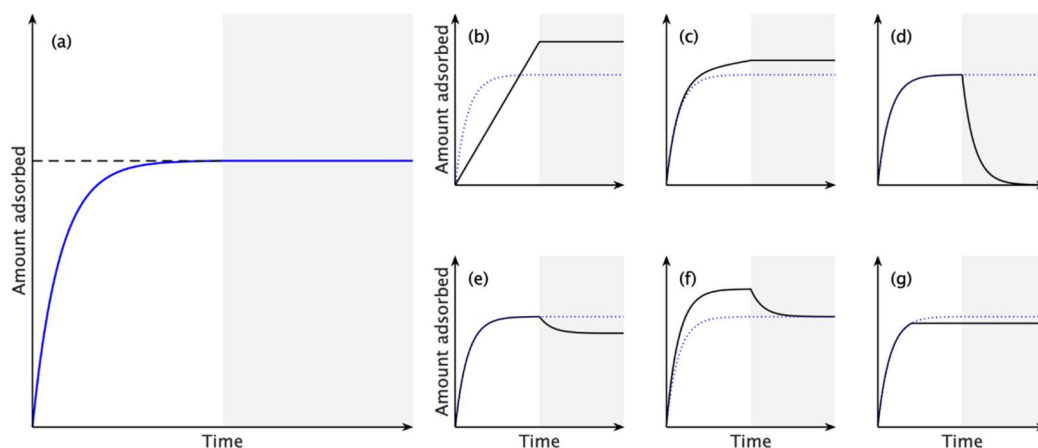 (a)
Amount adsorbed
Time
(b)
Amount adsorbed
(c)
(d)
(e)
Amount adsorbed
Time
(f)
Time
(g)
Time